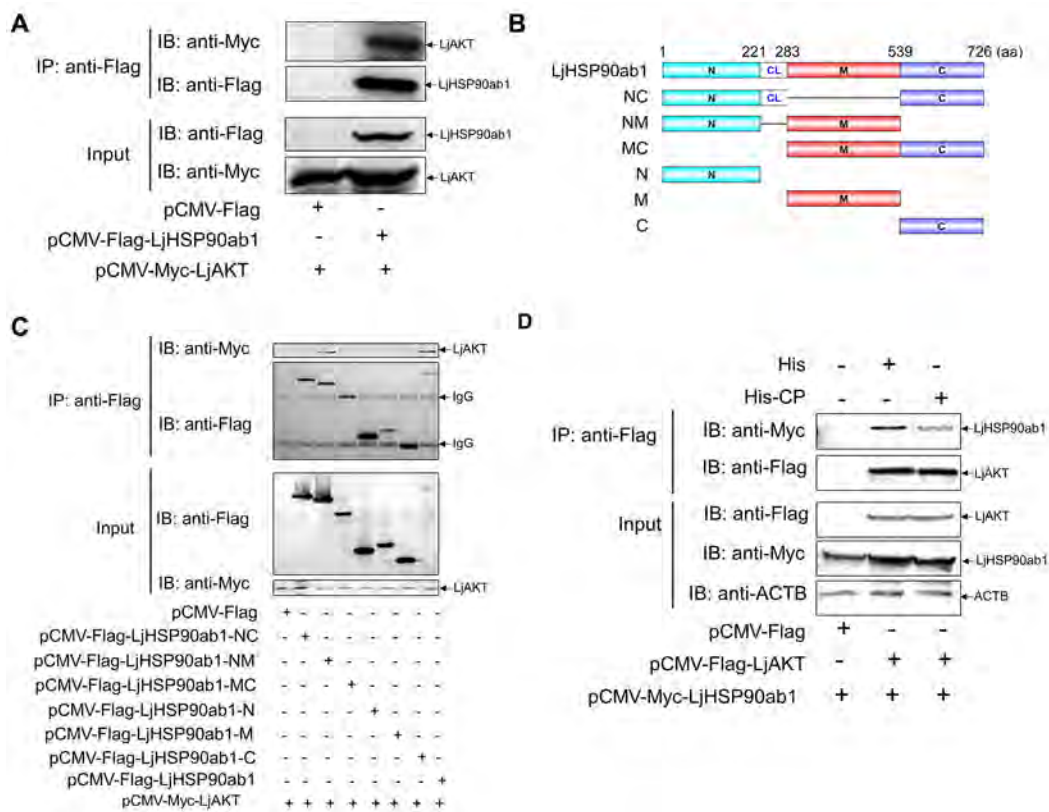 A
IP: anti-Flag
IB: anti-Myc
LjAKT
IB: anti-Flag
LjHSP90ab1
Input
IB: anti-Flag
LjHSP90ab1
IB: anti-Myc
LjAKT
pCMV-Flag + -
pCMV-Flag-LjHSP90ab1 - +
pCMV-Myc-LjAKT + +
B
1 221 283 539 726 (aa)
LjHSP90ab1 N CL M C
NC N CL C
NM N M
MC M C
N N
M M
C C
C
IP: anti-Flag
IB: anti-Myc
LjAKT
IB: anti-Flag
IgG
IgG
Input
IB: anti-Flag
IB: anti-Myc
LjAKT
pCMV-Flag + - - - - - - -
pCMV-Flag-LjHSP90ab1-NC - + - - - - - -
pCMV-Flag-LjHSP90ab1-NM - - + - - - - -
pCMV-Flag-LjHSP90ab1-MC - - - + - - - -
pCMV-Flag-LjHSP90ab1-N - - - - + - - -
pCMV-Flag-LjHSP90ab1-M - - - - - + - -
pCMV-Flag-LjHSP90ab1-C - - - - - - + -
pCMV-Flag-LjHSP90ab1 - - - - - - - +
pCMV-Myc-LjAKT + + + + + + + +
D
His - + -
His-CP - - +
IP: anti-Flag
IB: anti-Myc
LjHSP90ab1
IB: anti-Flag
LjAKT
Input
IB: anti-Flag
LjAKT
IB: anti-Myc
LjHSP90ab1
IB: anti-ACTB
ACTB
pCMV-Flag + - -
pCMV-Flag-LjAKT - + +
pCMV-Myc-LjHSP90ab1 + + +